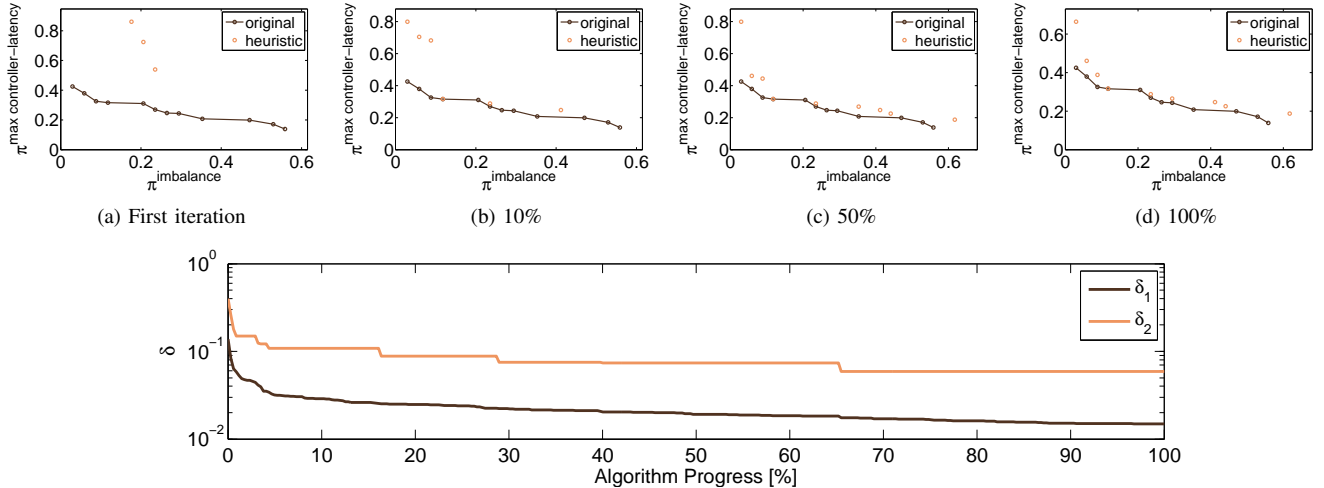 original
heuristic
0.8
0.6
0.4
0.2
0
0 0.2 0.4 0.6
π^max controller−latency
π^imbalance
(a) First iteration
original
heuristic
0.8
0.6
0.4
0.2
0
0 0.2 0.4 0.6
π^max controller−latency
π^imbalance
(b) 10%
original
heuristic
0.8
0.6
0.4
0.2
0
0 0.2 0.4 0.6
π^max controller−latency
π^imbalance
(c) 50%
original
heuristic
0.6
0.4
0.2
0
0 0.2 0.4 0.6
π^max controller−latency
π^imbalance
(d) 100%
10^0
10^−1
10^−2
δ
δ_1
δ_2
0 10 20 30 40 50 60 70 80 90 100
Algorithm Progress [%]